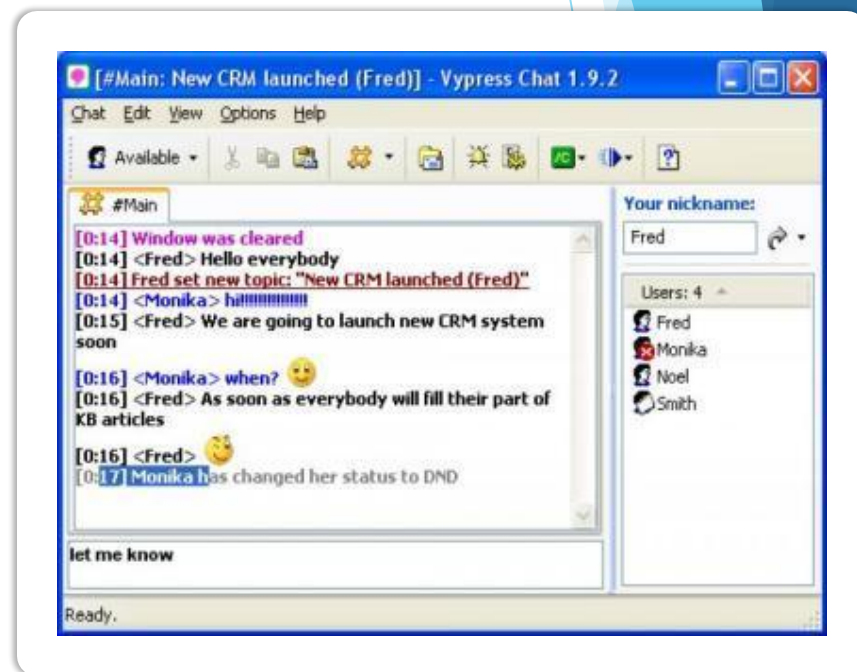 [#Main: New CRM launched (Fred)] - Vypress Chat 1.9.2
Chat Edit View Options Help
Available
#Main
[0:14] Window was cleared
[0:14] <Fred> Hello everybody
[0:14] Fred set new topic: "New CRM launched (Fred)"
[0:14] <Monika> hi!!!!!!!!!!!!!!!
[0:15] <Fred> We are going to launch new CRM system
soon
[0:16] <Monika> when?
[0:16] <Fred> As soon as everybody will fill their part of
KB articles
[0:16] <Fred>
[0:17] Monika has changed her status to DND
let me know
Ready.
Your nickname:
Fred
Users: 4
Fred
Monika
Noel
Smith